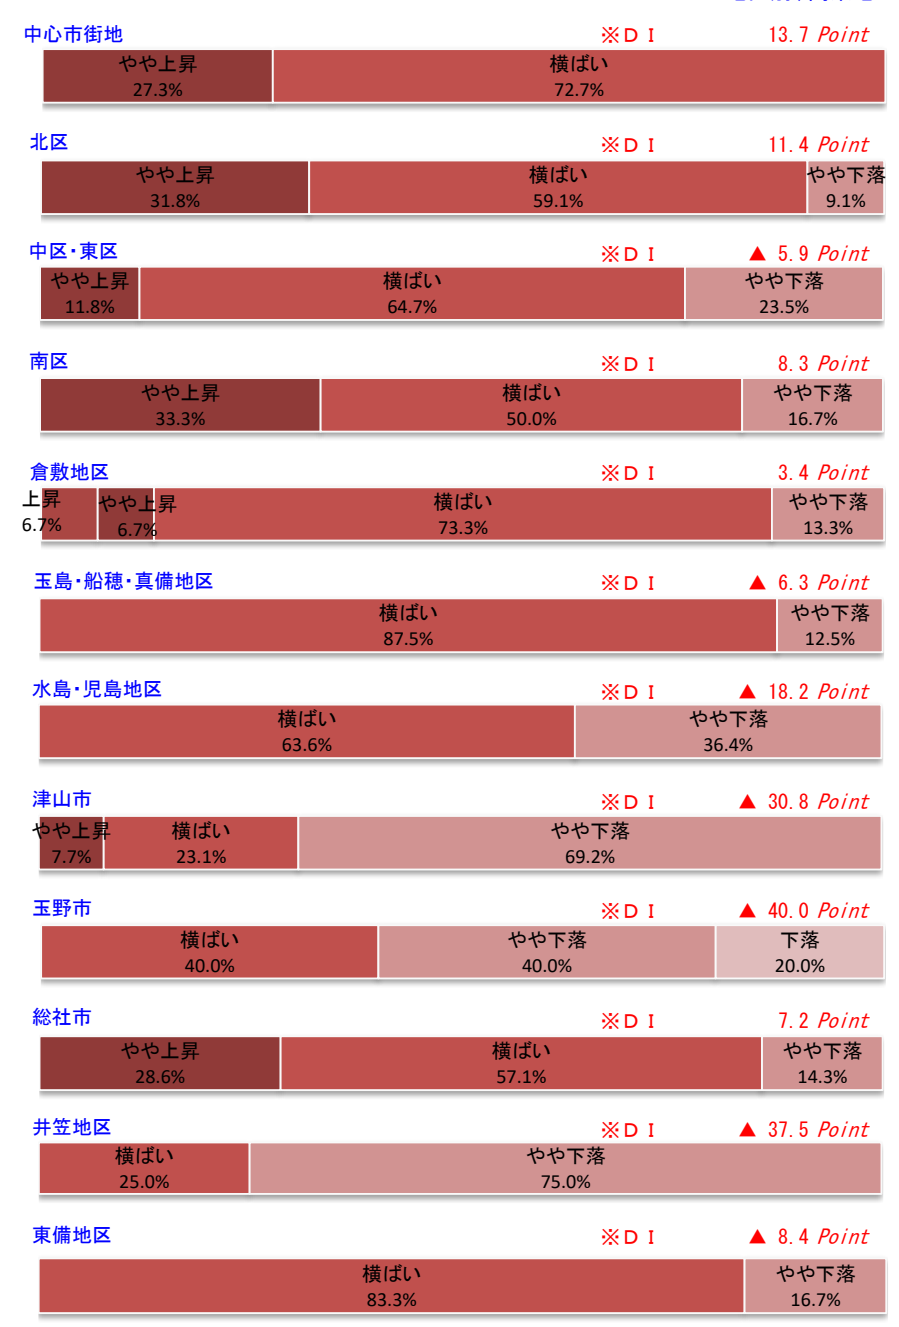 中心市街地 ※ＤＩ 13.7 Point
やや上昇 横ばい
27.3% 72.7%
北区 ※ＤＩ 11.4 Point
やや上昇 横ばい やや下落
31.8% 59.1% 9.1%
中区・東区 ※ＤＩ ▲ 5.9 Point
やや上昇 横ばい やや下落
11.8% 64.7% 23.5%
南区 ※ＤＩ 8.3 Point
やや上昇 横ばい やや下落
33.3% 50.0% 16.7%
倉敷地区 ※ＤＩ 3.4 Point
上昇 やや上昇 横ばい やや下落
6.7% 6.7% 73.3% 13.3%
玉島・船穂・真備地区 ※ＤＩ ▲ 6.3 Point
横ばい やや下落
87.5% 12.5%
水島・児島地区 ※ＤＩ ▲ 18.2 Point
横ばい やや下落
63.6% 36.4%
津山市 ※ＤＩ ▲ 30.8 Point
やや上昇 横ばい やや下落
7.7% 23.1% 69.2%
玉野市 ※ＤＩ ▲ 40.0 Point
横ばい やや下落 下落
40.0% 40.0% 20.0%
総社市 ※ＤＩ 7.2 Point
やや上昇 横ばい やや下落
28.6% 57.1% 14.3%
井笠地区 ※ＤＩ ▲ 37.5 Point
横ばい やや下落
25.0% 75.0%
東備地区 ※ＤＩ ▲ 8.4 Point
横ばい やや下落
83.3% 16.7%